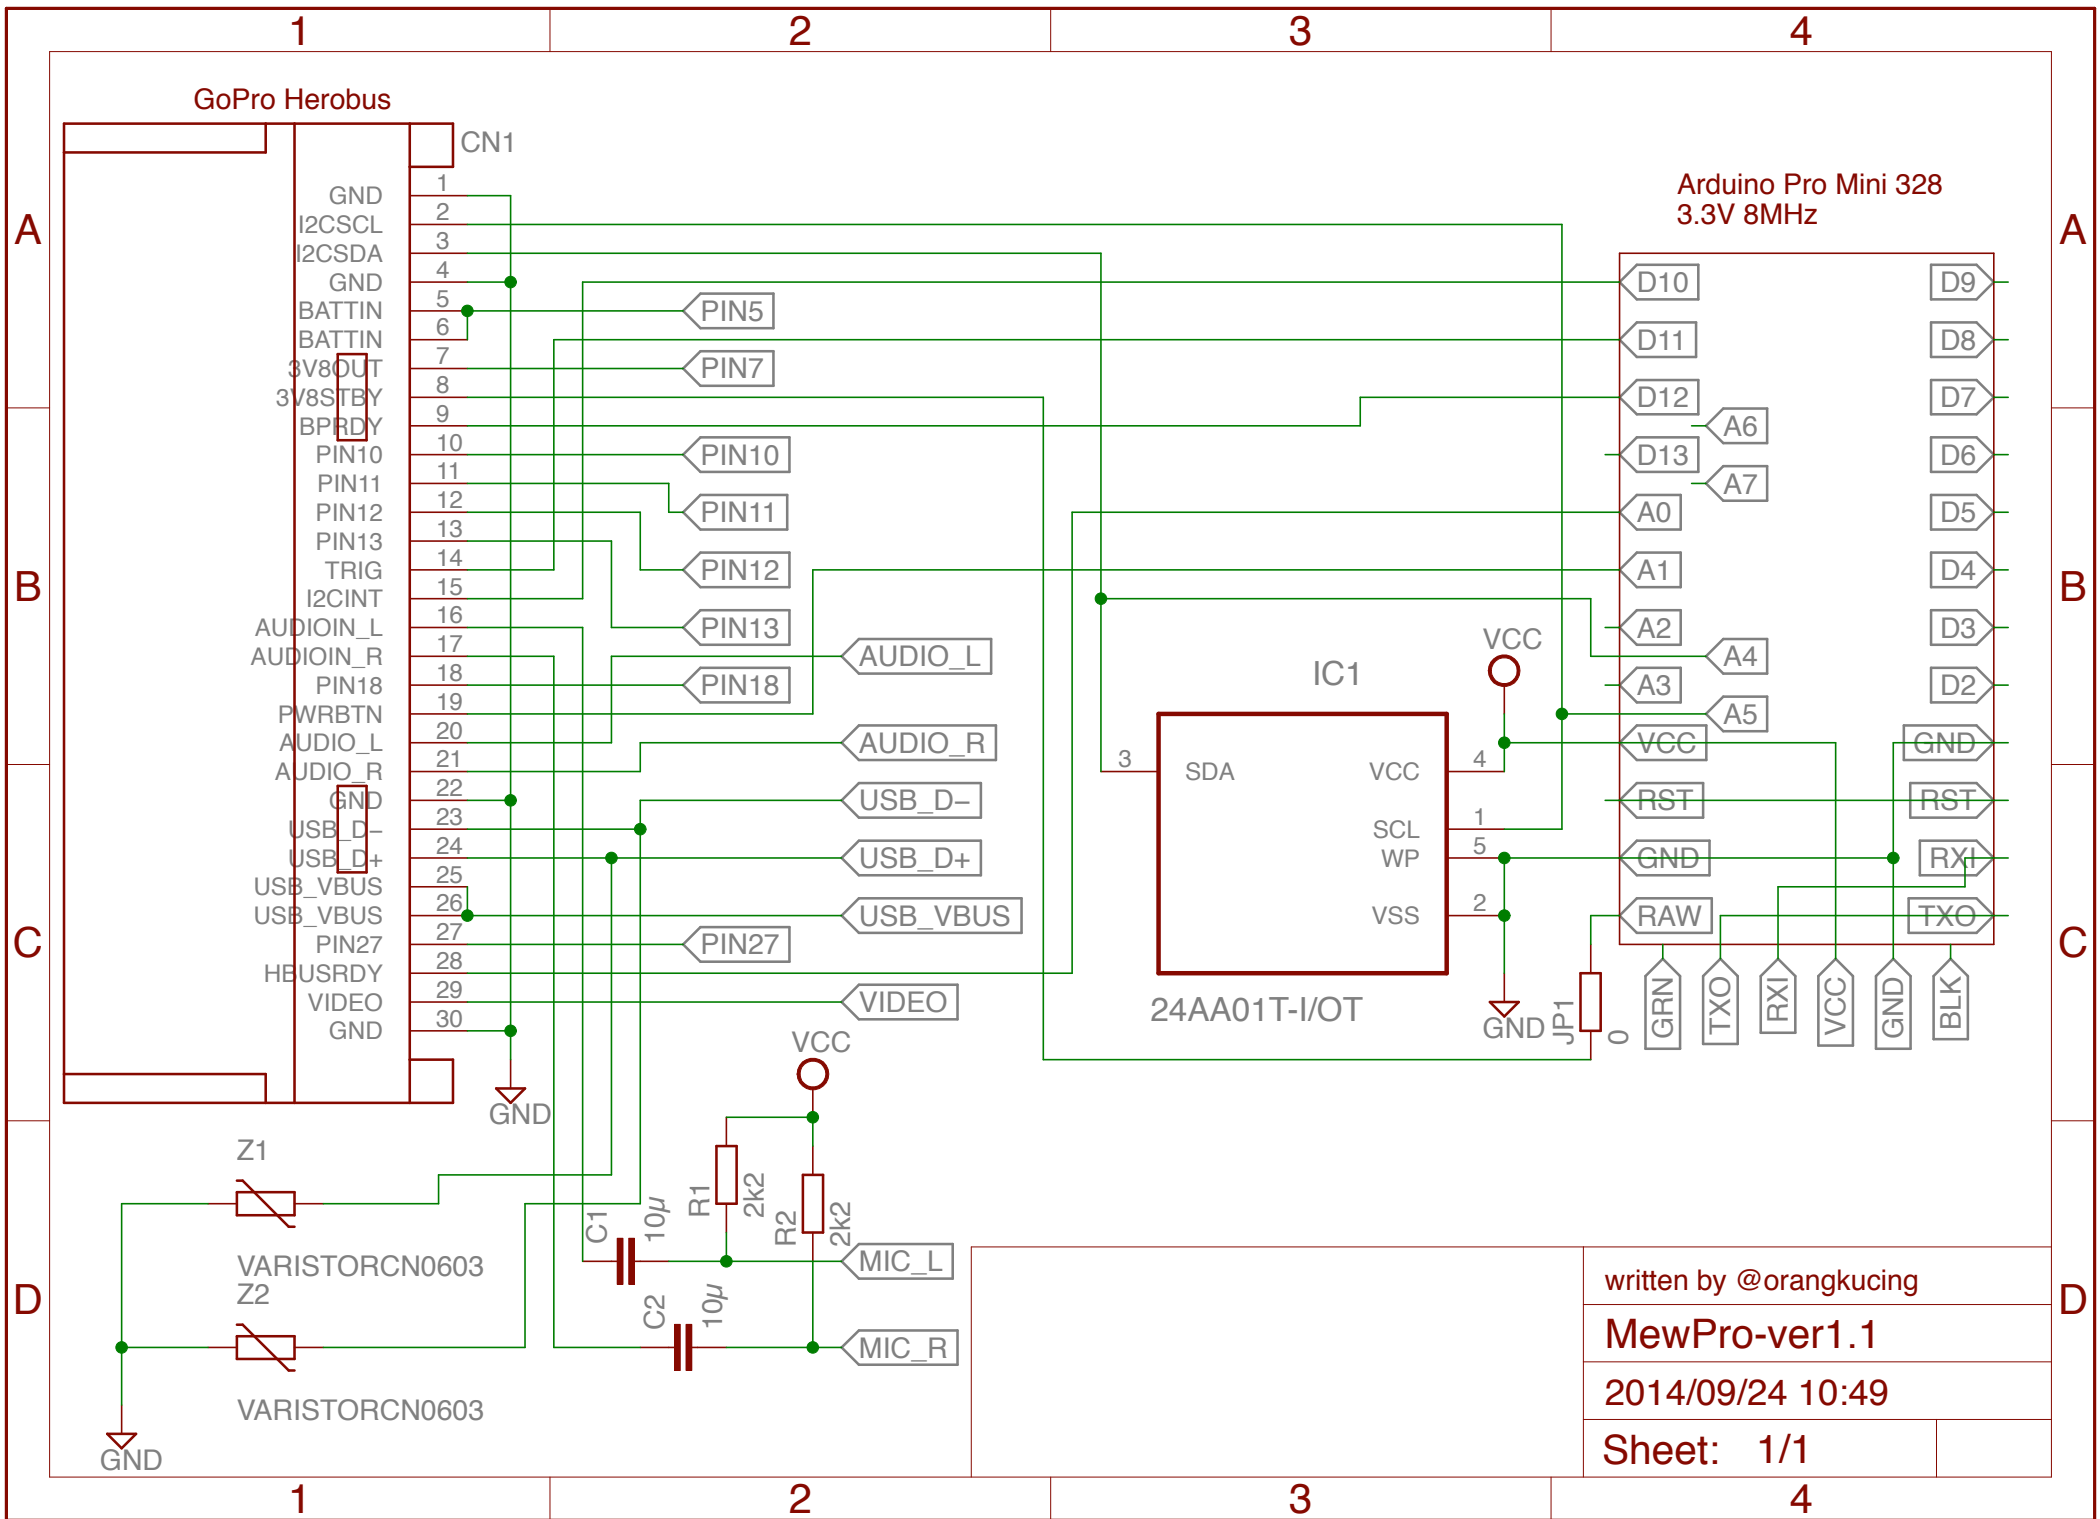 1 2 3 4
GoPro Herobus
CN1
GND 1
I2CSCL 2
I2CSDA 3
GND 4
BATTIN 5
BATTIN 6
3V8OUT 7
3V8STBY 8
BPRDY 9
PIN10 10
PIN11 11
PIN12 12
PIN13 13
TRIG 14
I2CINT 15
AUDIOIN_L 16
AUDIOIN_R 17
PIN18 18
PWRBTN 19
AUDIO_L 20
AUDIO_R 21
GND 22
USB_D- 23
USB_D+ 24
USB_VBUS 25
USB_VBUS 26
PIN27 27
HBUSRDY 28
VIDEO 29
GND 30
GND
PIN5
PIN7
PIN10
PIN11
PIN12
PIN13
AUDIO_L
PIN18
AUDIO_R
USB_D-
USB_D+
USB_VBUS
PIN27
VIDEO
Arduino Pro Mini 328
3.3V 8MHz
D10 D9
D11 D8
D12 D7
A6
D13 D6
A7
A0 D5
A1 D4
A2 D3
A4
A3 D2
A5
VCC GND
RST RST
GND RXI
RAW TXO
GRN TXO RXI VCC GND BLK
VCC
IC1
3 SDA VCC 4
SCL 1
WP 5
VSS 2
24AA01T-I/OT
GND
JP1
0
VCC
R1
2k2
R2
2k2
C1
10µ
MIC_L
C2
10µ
MIC_R
Z1
VARISTORCN0603
Z2
VARISTORCN0603
GND
written by @orangkucing
MewPro-ver1.1
2014/09/24 10:49
Sheet: 1/1
A A
B B
C C
D D
1 2 3 4